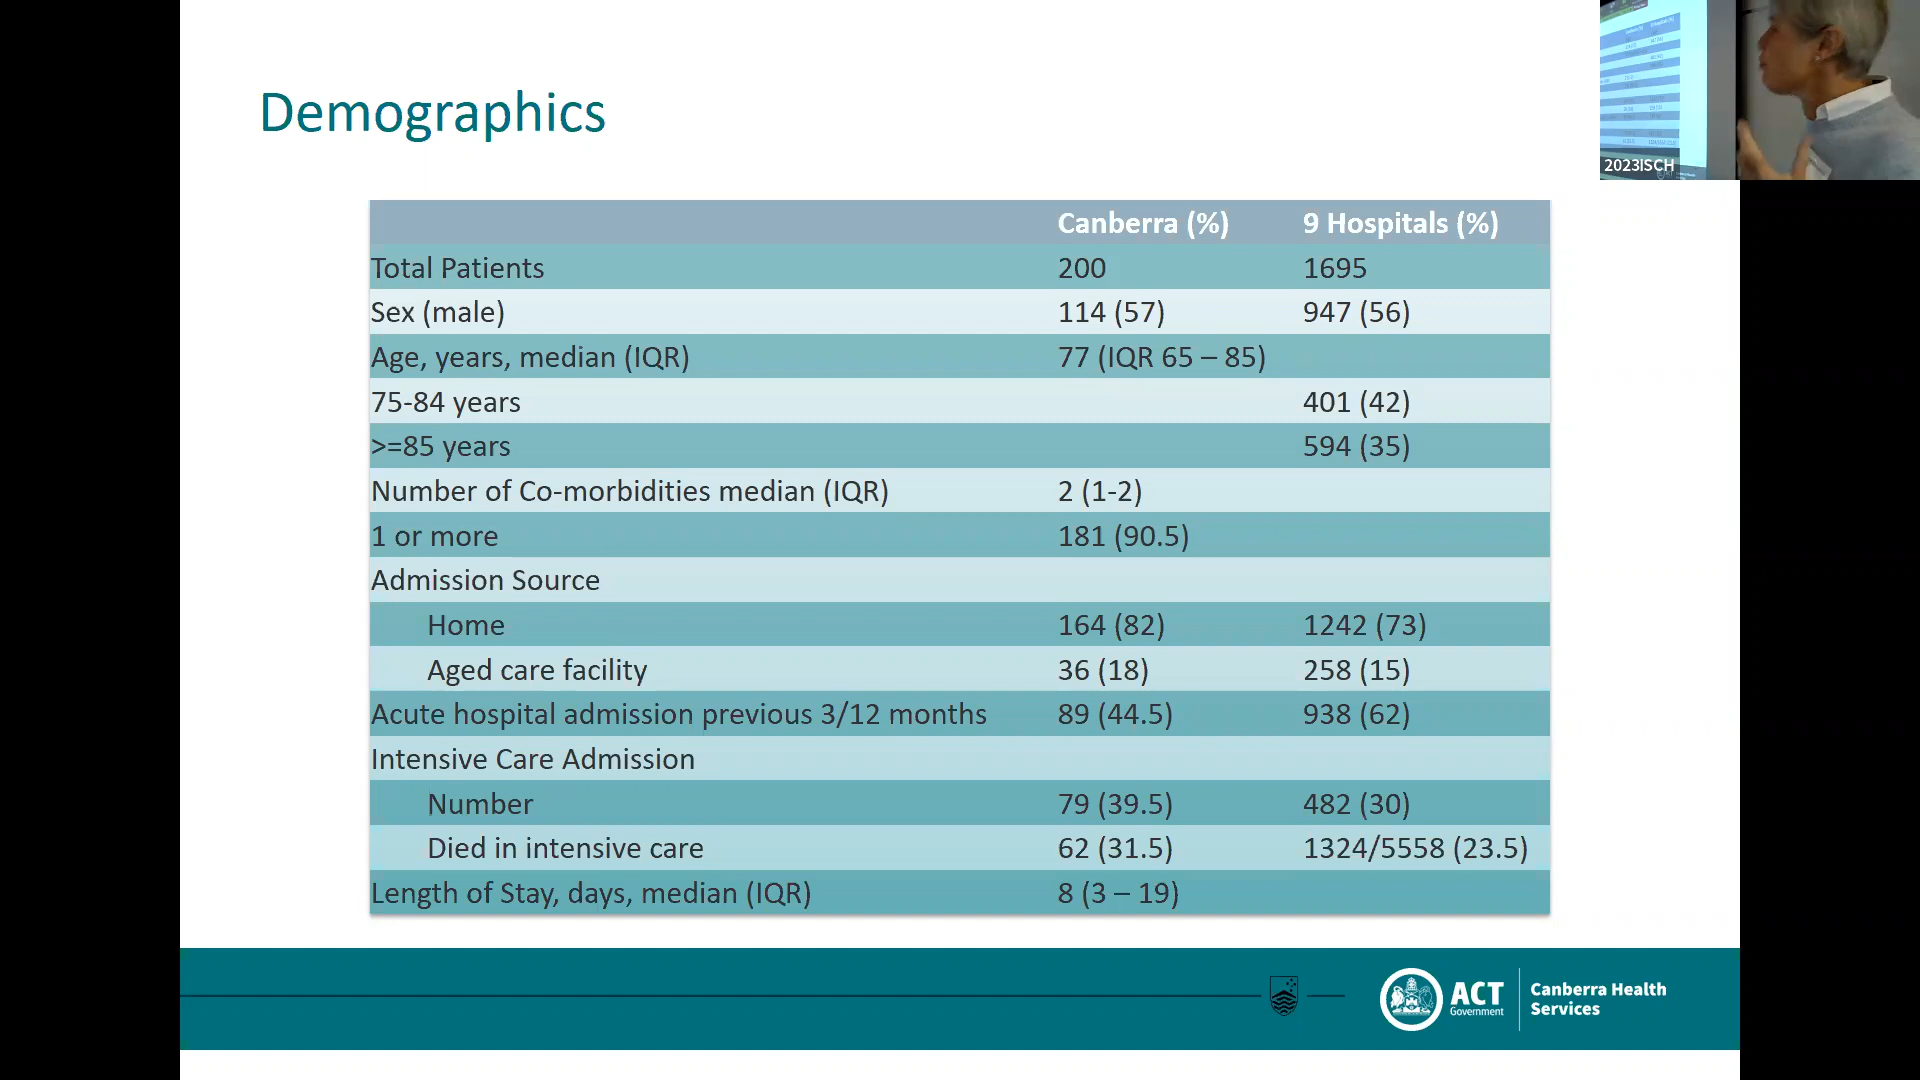 Demographics
Canberra (%) 9 Hospitals (%)
Total Patients 200 1695
Sex (male) 114 (57) 947 (56)
Age, years, median (IQR) 77 (IQR 65 – 85)
75-84 years 401 (42)
>=85 years 594 (35)
Number of Co-morbidities median (IQR) 2 (1-2)
1 or more 181 (90.5)
Admission Source
Home 164 (82) 1242 (73)
Aged care facility 36 (18) 258 (15)
Acute hospital admission previous 3/12 months 89 (44.5) 938 (62)
Intensive Care Admission
Number 79 (39.5) 482 (30)
Died in intensive care 62 (31.5) 1324/5558 (23.5)
Length of Stay, days, median (IQR) 8 (3 – 19)
2023ISCH
ACT
Government
Canberra Health
Services